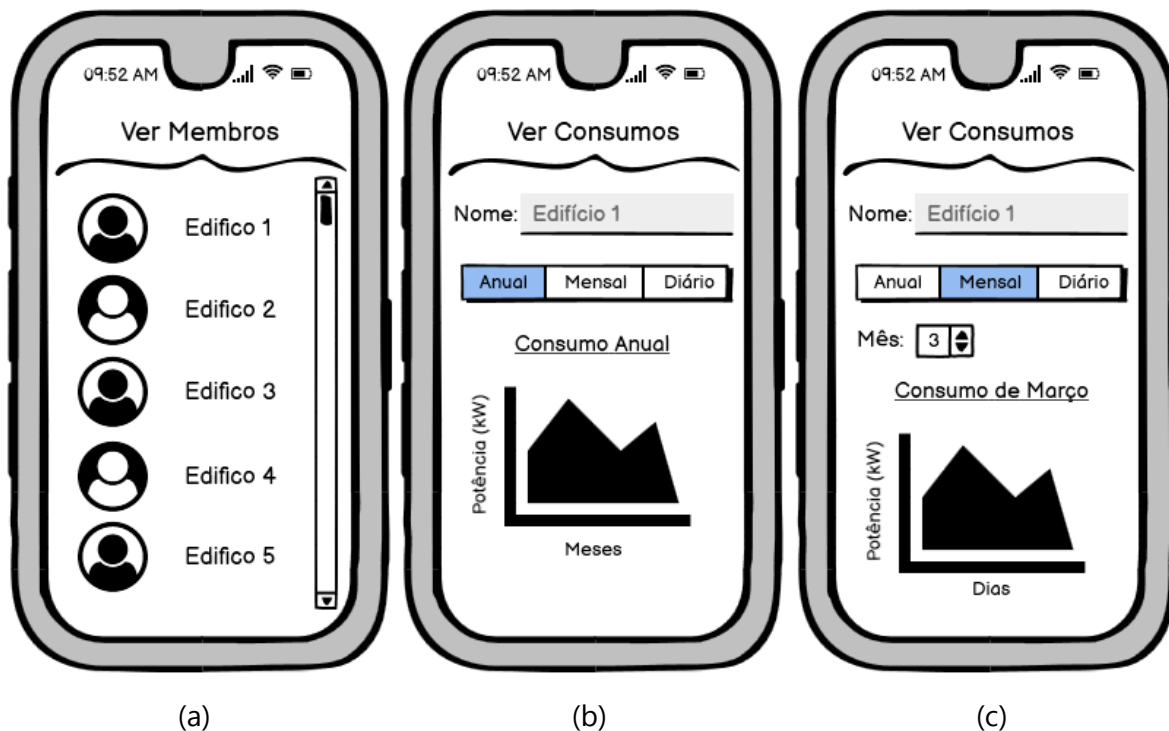 09:52 AM
Ver Membros
Edifico 1
Edifico 2
Edifico 3
Edifico 4
Edifico 5
(a)
09:52 AM
Ver Consumos
Nome: Edifício 1
Anual Mensal Diário
Consumo Anual
Potência (kW)
Meses
(b)
09:52 AM
Ver Consumos
Nome: Edifício 1
Anual Mensal Diário
Mês: 3
Consumo de Março
Potência (kW)
Dias
(c)